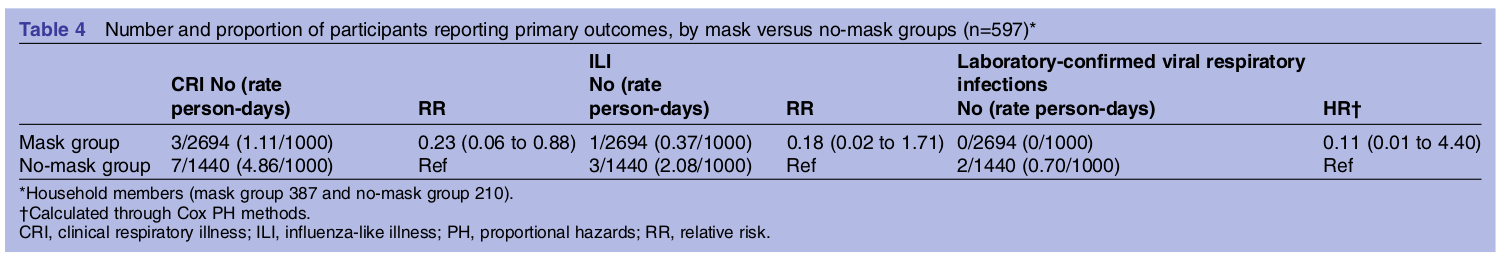 Table 4 Number and proportion of participants reporting primary outcomes, by mask versus no-mask groups (n=597)*
CRI No (rate person-days) RR ILI No (rate person-days) RR Laboratory-confirmed viral respiratory infections No (rate person-days) HR†
Mask group 3/2694 (1.11/1000) 0.23 (0.06 to 0.88) 1/2694 (0.37/1000) 0.18 (0.02 to 1.71) 0/2694 (0/1000) 0.11 (0.01 to 4.40)
No-mask group 7/1440 (4.86/1000) Ref 3/1440 (2.08/1000) Ref 2/1440 (0.70/1000) Ref
*Household members (mask group 387 and no-mask group 210).
†Calculated through Cox PH methods.
CRI, clinical respiratory illness; ILI, influenza-like illness; PH, proportional hazards; RR, relative risk.